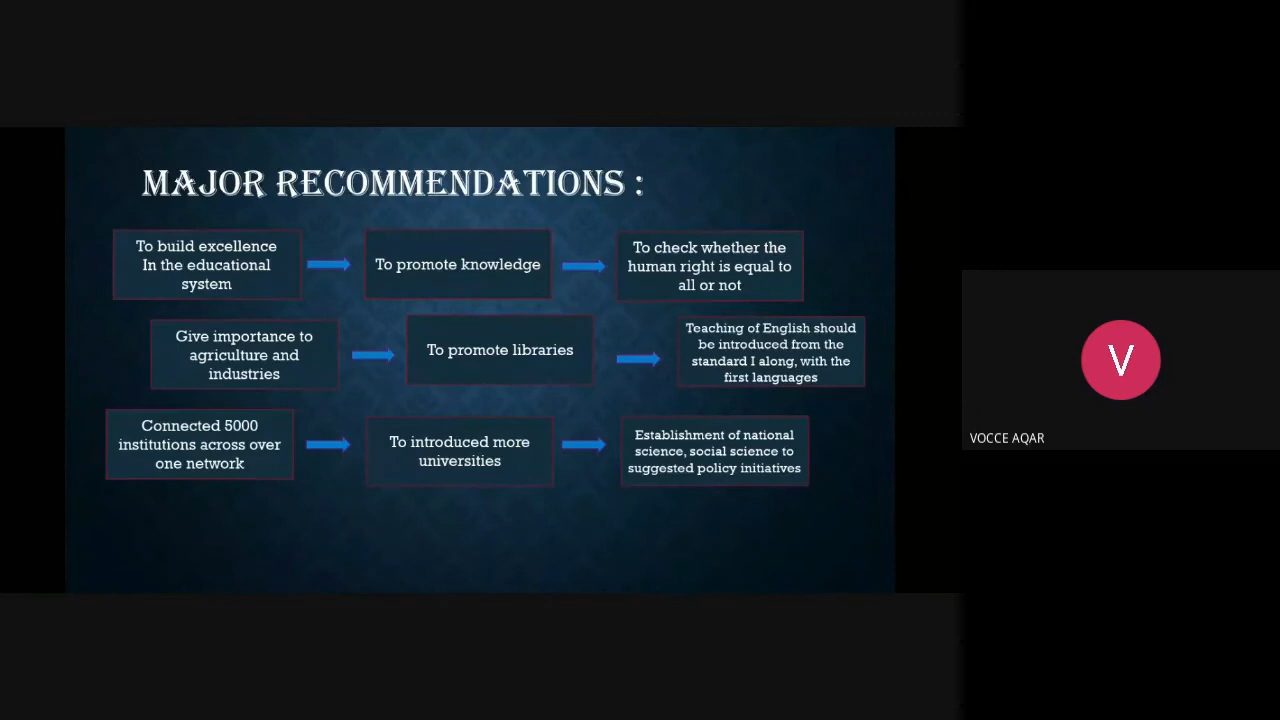 MAJOR RECOMMENDATIONS :
To build excellence
In the educational
system
To promote knowledge
To check whether the
human right is equal to
all or not
Give importance to
agriculture and
industries
To promote libraries
Teaching of English should
be introduced from the
standard I along, with the
first languages
Connected 5000
institutions across over
one network
To introduced more
universities
Establishment of national
science, social science to
suggested policy initiatives
V
VOCCE AQAR